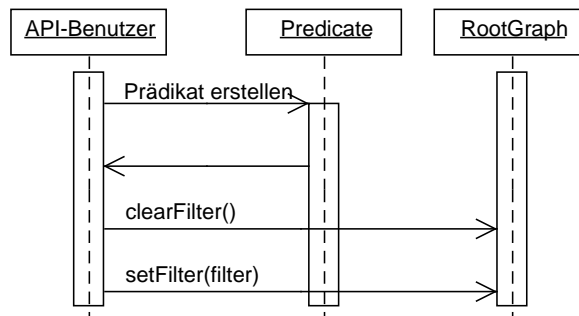 API-Benutzer
Predicate
RootGraph
Prädikat erstellen
clearFilter()
setFilter(filter)